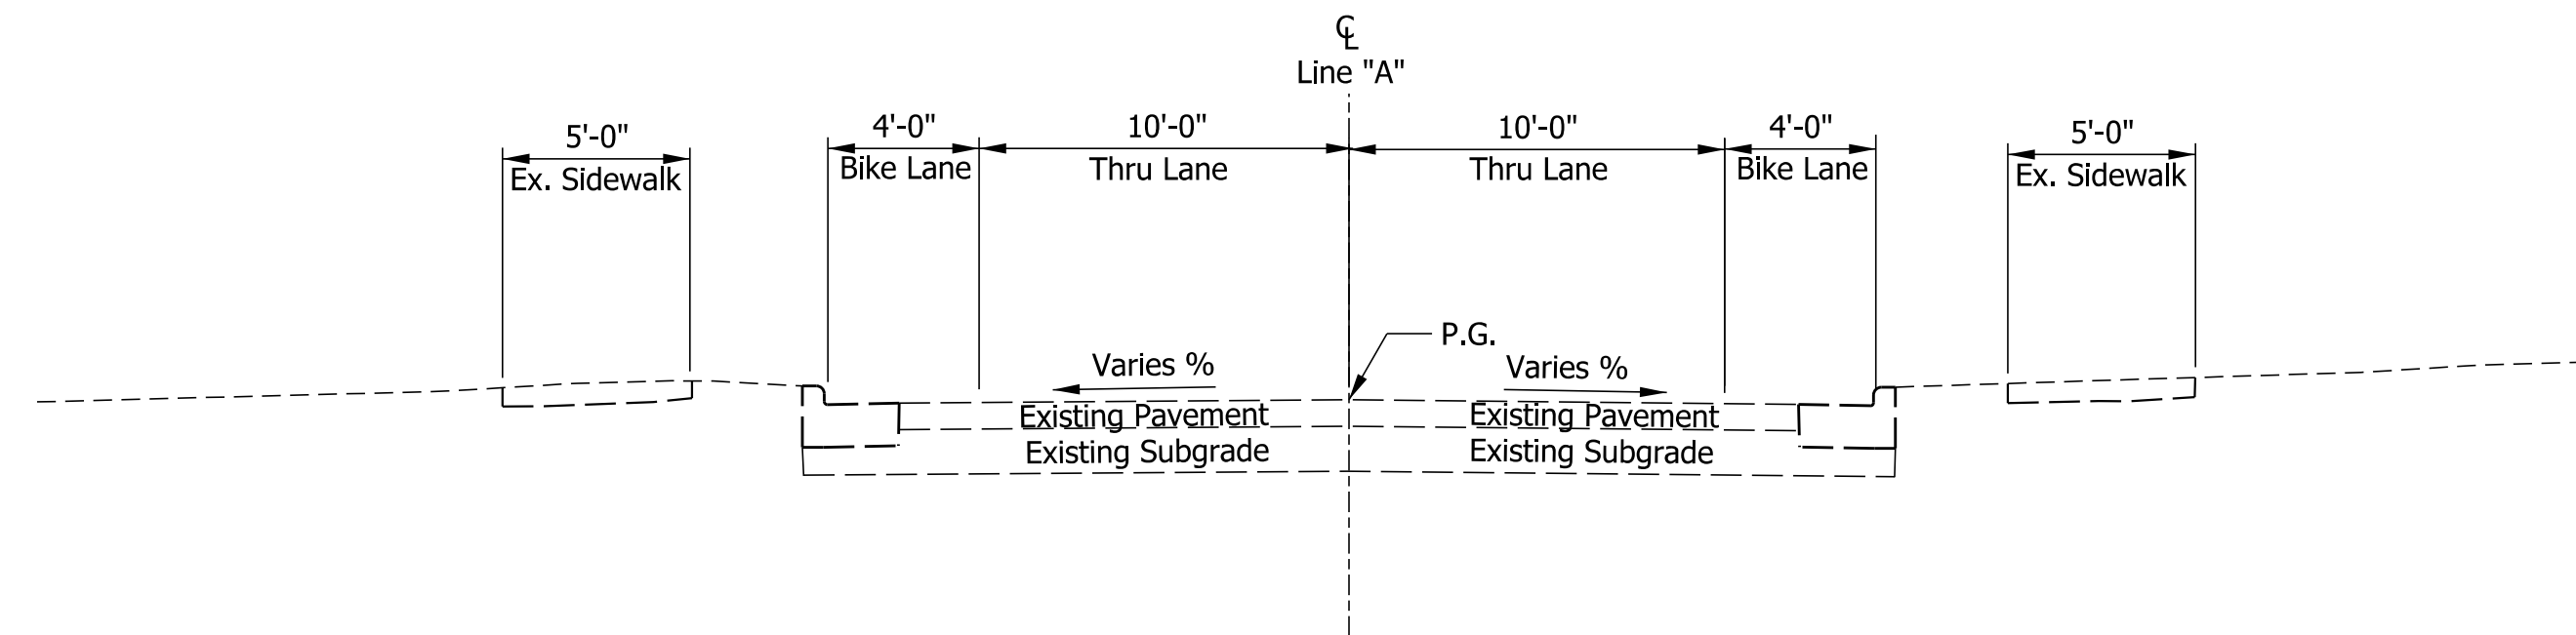 ℄
Line "A"
5'-0"
Ex. Sidewalk
4'-0"
Bike Lane
10'-0"
Thru Lane
10'-0"
Thru Lane
4'-0"
Bike Lane
5'-0"
Ex. Sidewalk
P.G.
Varies %
Varies %
Existing Pavement
Existing Pavement
Existing Subgrade
Existing Subgrade